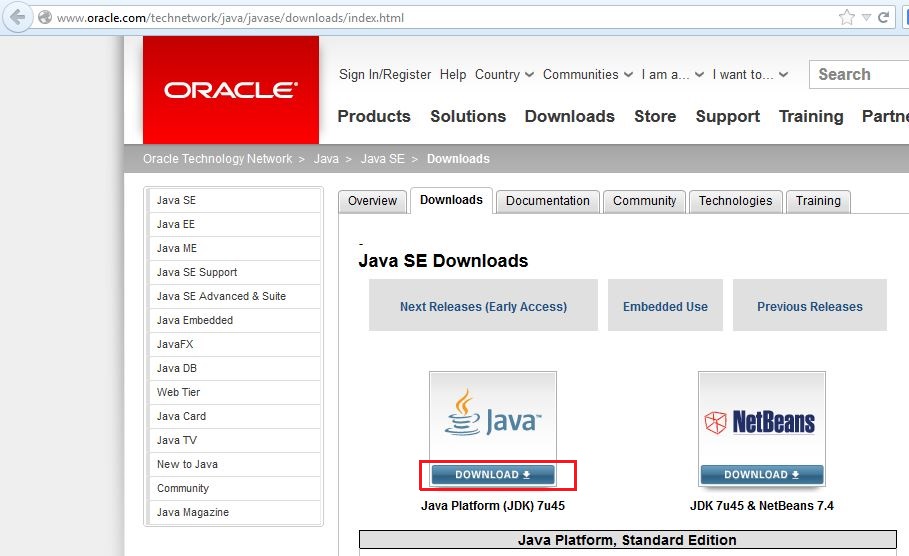 www.oracle.com/technetwork/java/javase/downloads/index.html
ORACLE
Sign In/Register Help Country Communities I am a... I want to... Search
Products Solutions Downloads Store Support Training Partne
Oracle Technology Network > Java > Java SE > Downloads
Java SE
Java EE
Java ME
Java SE Support
Java SE Advanced & Suite
Java Embedded
JavaFX
Java DB
Web Tier
Java Card
Java TV
New to Java
Community
Java Magazine
Overview Downloads Documentation Community Technologies Training
-
Java SE Downloads
Next Releases (Early Access) Embedded Use Previous Releases
Java™
DOWNLOAD
Java Platform (JDK) 7u45
NetBeans
DOWNLOAD
JDK 7u45 & NetBeans 7.4
Java Platform, Standard Edition